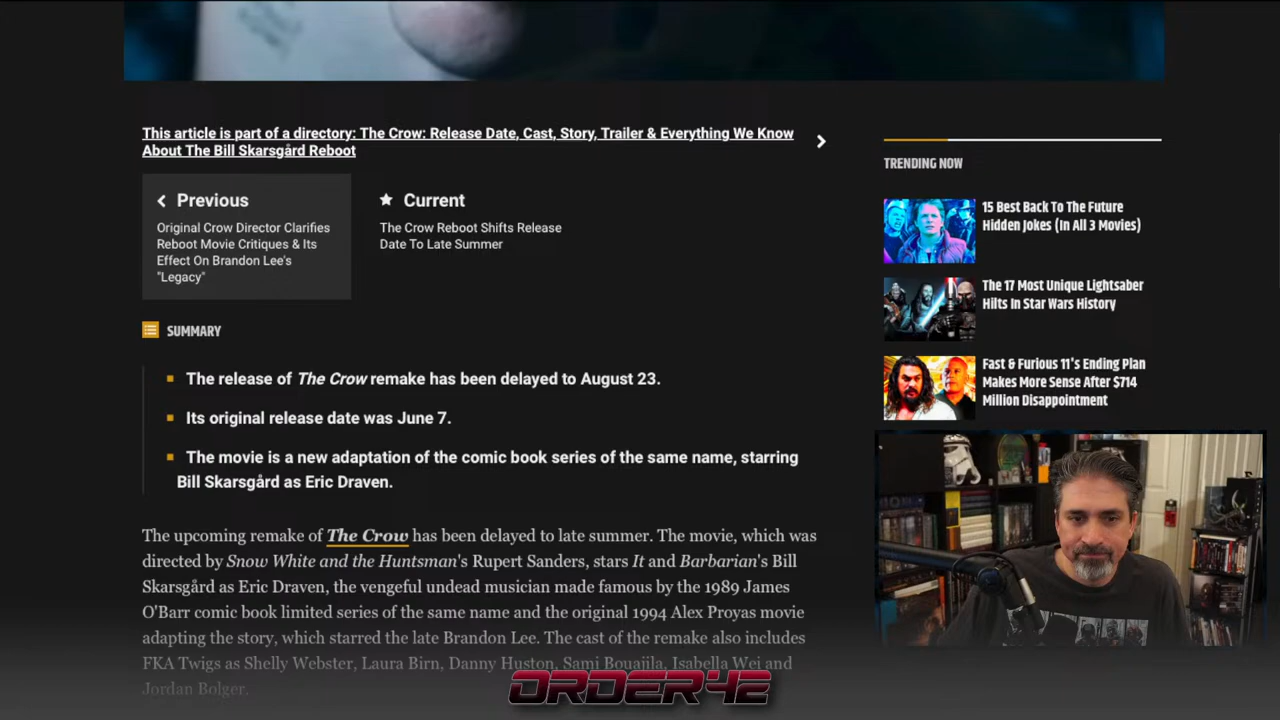 This article is part of a directory: The Crow: Release Date, Cast, Story, Trailer & Everything We Know
About The Bill Skarsgård Reboot
Previous
Original Crow Director Clarifies
Reboot Movie Critiques & Its
Effect On Brandon Lee's
"Legacy"
Current
The Crow Reboot Shifts Release
Date To Late Summer
SUMMARY
The release of The Crow remake has been delayed to August 23.
Its original release date was June 7.
The movie is a new adaptation of the comic book series of the same name, starring
Bill Skarsgård as Eric Draven.
The upcoming remake of The Crow has been delayed to late summer. The movie, which was
directed by Snow White and the Huntsman's Rupert Sanders, stars It and Barbarian's Bill
Skarsgård as Eric Draven, the vengeful undead musician made famous by the 1989 James
O'Barr comic book limited series of the same name and the original 1994 Alex Proyas movie
adapting the story, which starred the late Brandon Lee. The cast of the remake also includes
FKA Twigs as Shelly Webster, Laura Birn, Danny Huston, Sami Bouajila, Isabella Wei and
Jordan Bolger.
TRENDING NOW
15 Best Back To The Future
Hidden Jokes (In All 3 Movies)
The 17 Most Unique Lightsaber
Hilts In Star Wars History
Fast & Furious 11's Ending Plan
Makes More Sense After $714
Million Disappointment
ORDER42